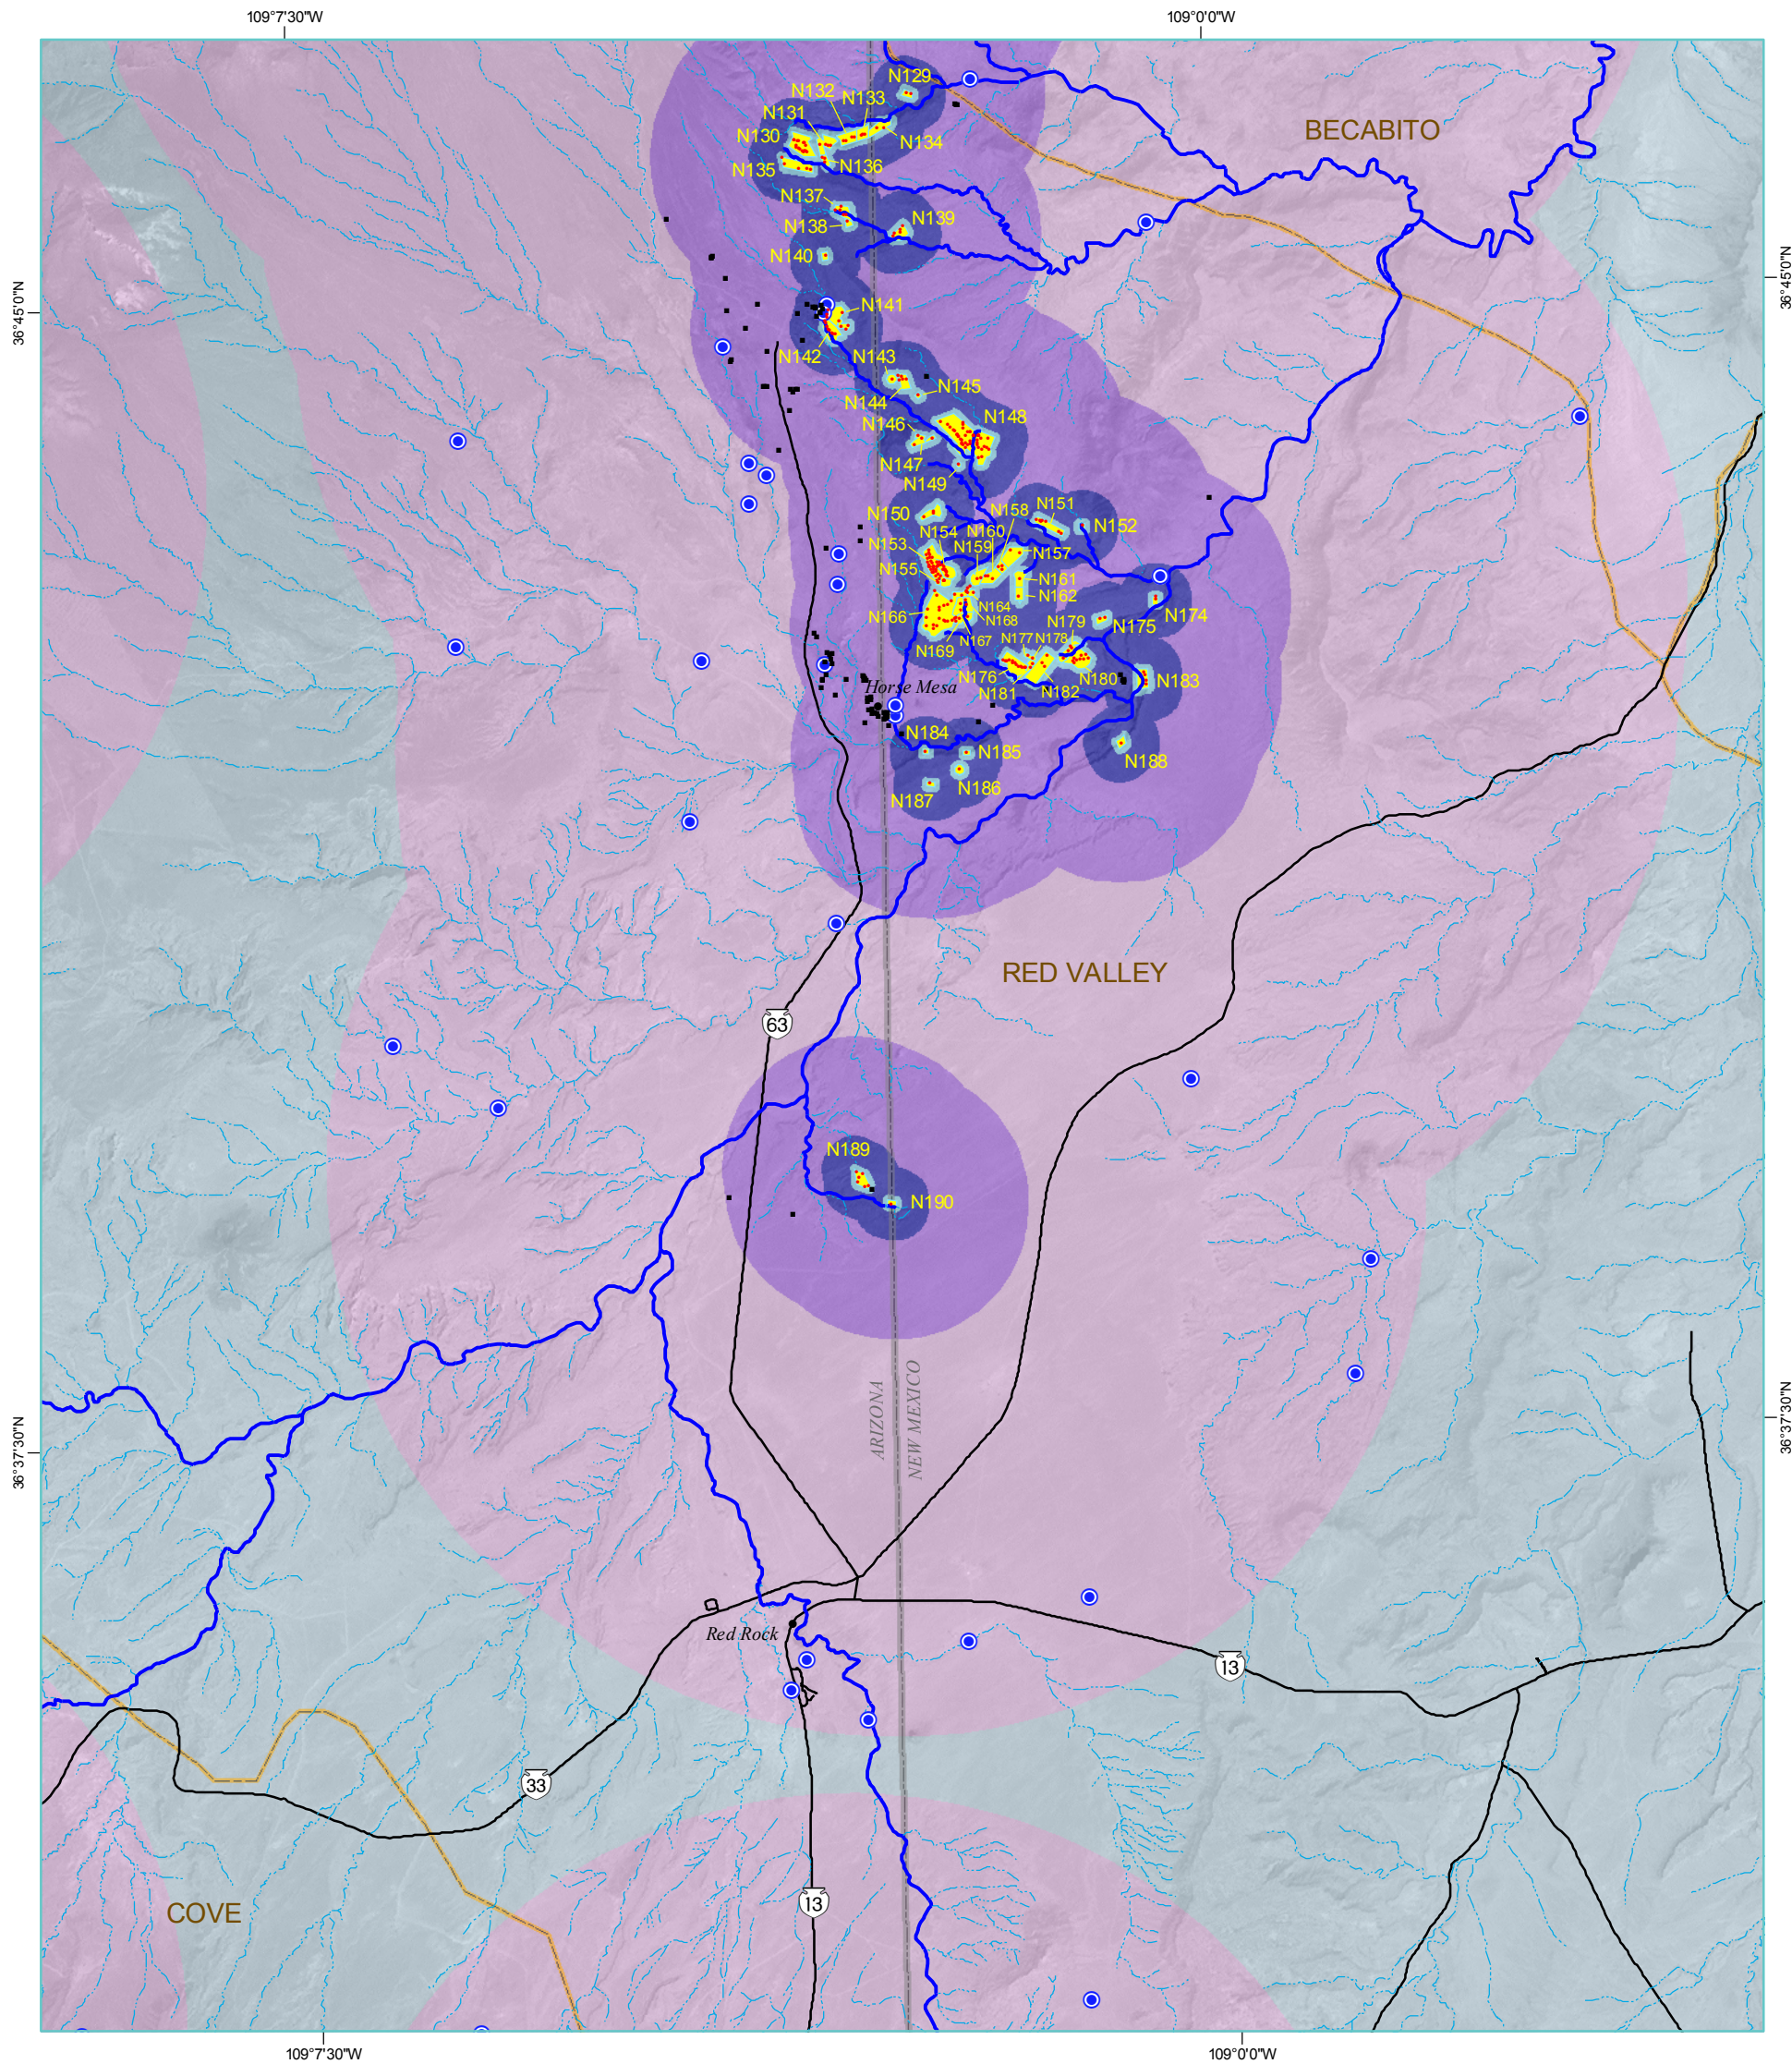 109°7'30"W
109°0'0"W
N129
N132
N133
N131
N130
N134
N136
N135
BECABITO
N137
N138
N139
N140
36°45'0"N
36°45'0"N
N141
N142
N143
N145
N144
N146
N148
N147
N149
N150
N158
N151
N152
N154
N160
N153
N159
N157
N155
N161
N162
N164
N166
N168
N174
N167
N179
N175
N169
N177
N178
N176
N180
N183
N181
N182
Horse Mesa
N184
N185
N188
N186
N187
RED VALLEY
63
N189
N190
ARIZONA
NEW MEXICO
36°37'30"N
36°37'30"N
Red Rock
13
33
13
COVE
109°7'30"W
109°0'0"W